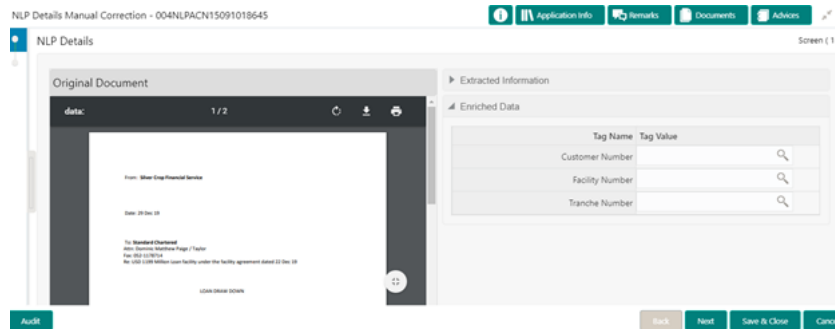 NLP Details Manual Correction - 004NLPACN15091018645
Application Info
Remarks
Documents
Advices
NLP Details
Screen ( 1
Original Document
data:
1 / 2
From: Silver Crop Financial Service
Date: 29 Dec 19
To: Standard Chartered
Attn: Dominic Matthew Paige / Taylor
Fax: 052-1178714
Re: USD 1199 Million Loan facility under the facility agreement dated 22 Dec 19
LOAN DRAW DOWN
Extracted Information
Enriched Data
Tag Name Tag Value
Customer Number
Facility Number
Tranche Number
Audit
Back
Next
Save & Close
Canc